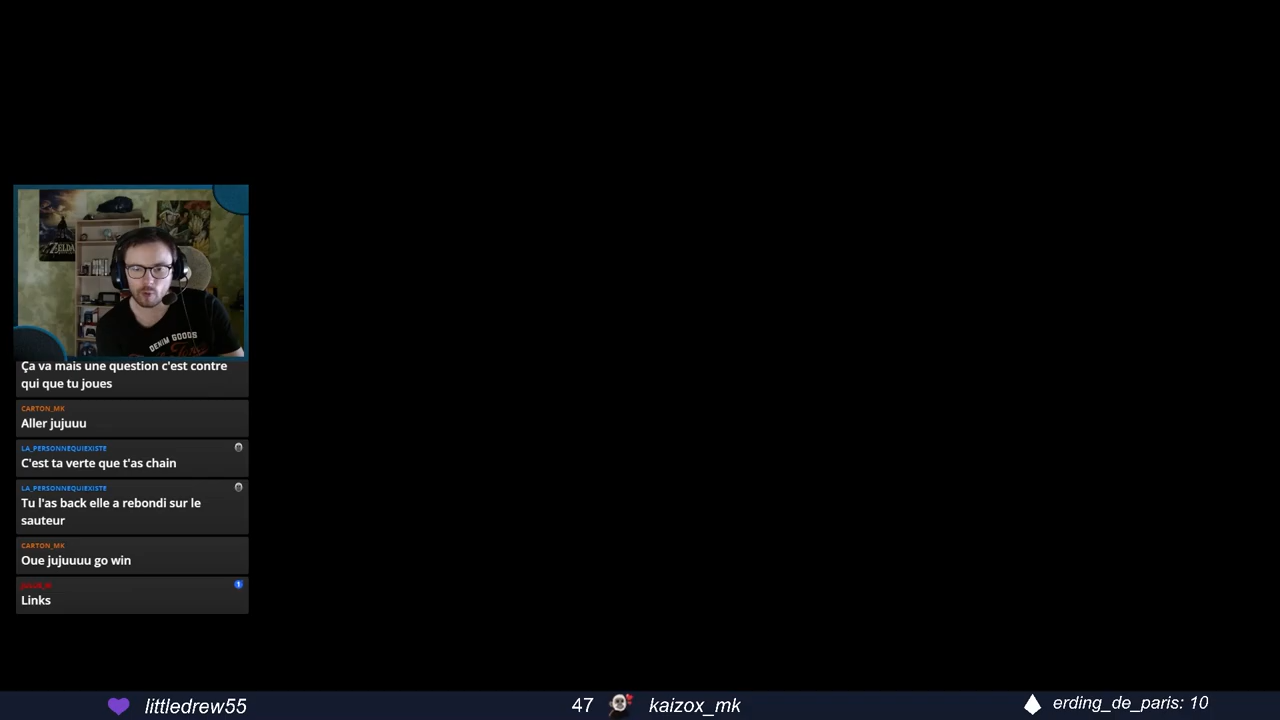 ZELDA
DENIM GOODS
Ça va mais une question c'est contre
qui que tu joues
CARTON_MK
Aller jujuuu
LA_PERSONNEQUIEXISTE
C'est ta verte que t'as chain
LA_PERSONNEQUIEXISTE
Tu l'as back elle a rebondi sur le
sauteur
CARTON_MK
Oue jujuuuu go win
1
Links
littledrew55
47
kaizox_mk
erding_de_paris: 10